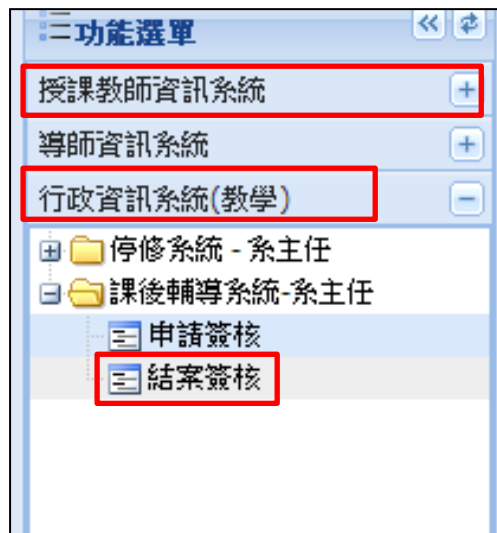 功能選單
授課教師資訊系統
導師資訊系統
行政資訊系統(教學)
停修系統 - 系主任
課後輔導系統-系主任
申請簽核
結案簽核